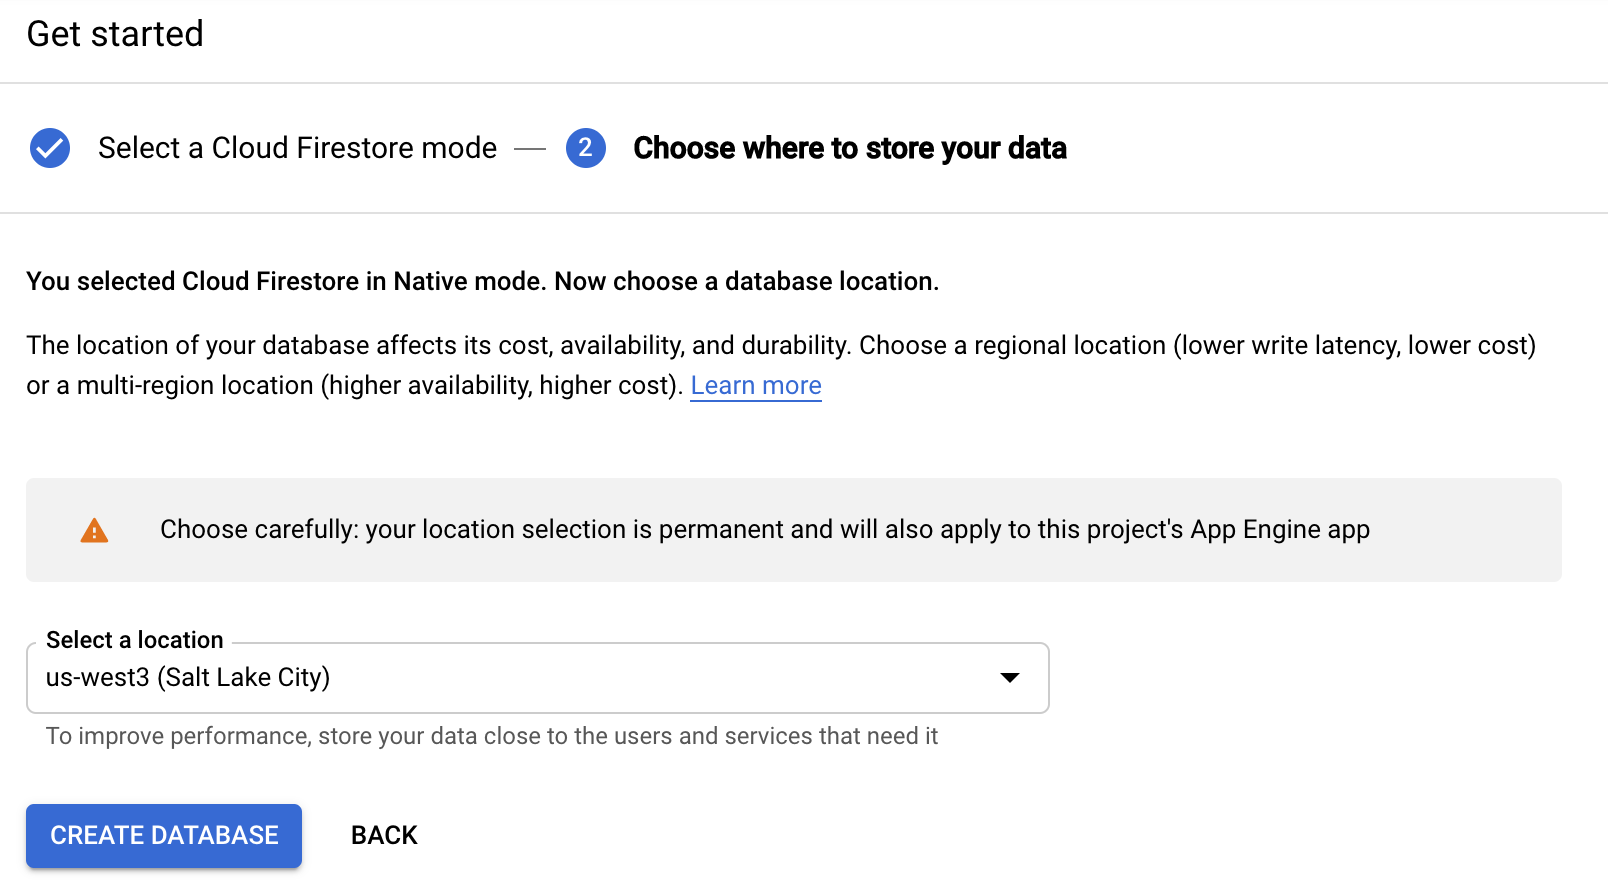 Get started
Select a Cloud Firestore mode
2
Choose where to store your data
You selected Cloud Firestore in Native mode. Now choose a database location.
The location of your database affects its cost, availability, and durability. Choose a regional location (lower write latency, lower cost)
or a multi-region location (higher availability, higher cost). Learn more
Choose carefully: your location selection is permanent and will also apply to this project's App Engine app
Select a location
us-west3 (Salt Lake City)
To improve performance, store your data close to the users and services that need it
CREATE DATABASE
BACK